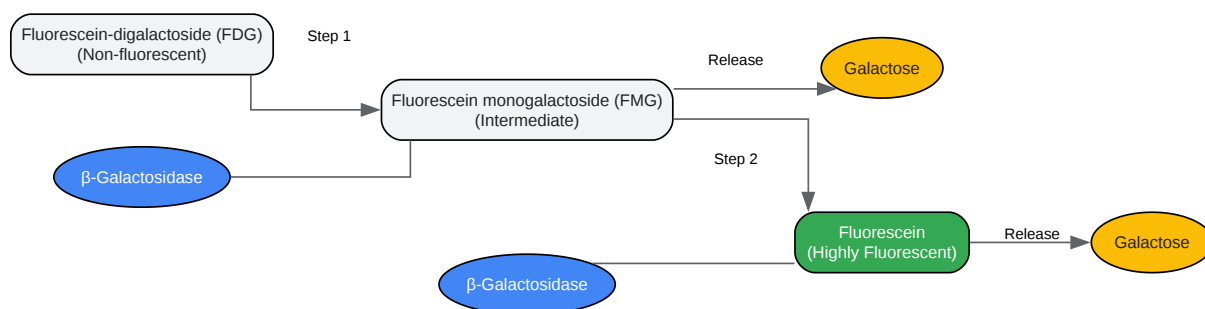 Fluorescein-digalactoside (FDG)
(Non-fluorescent)
Step 1
Release
Galactose
Fluorescein monogalactoside (FMG)
(Intermediate)
Step 2
β-Galactosidase
Fluorescein
(Highly Fluorescent)
Release
Galactose
β-Galactosidase